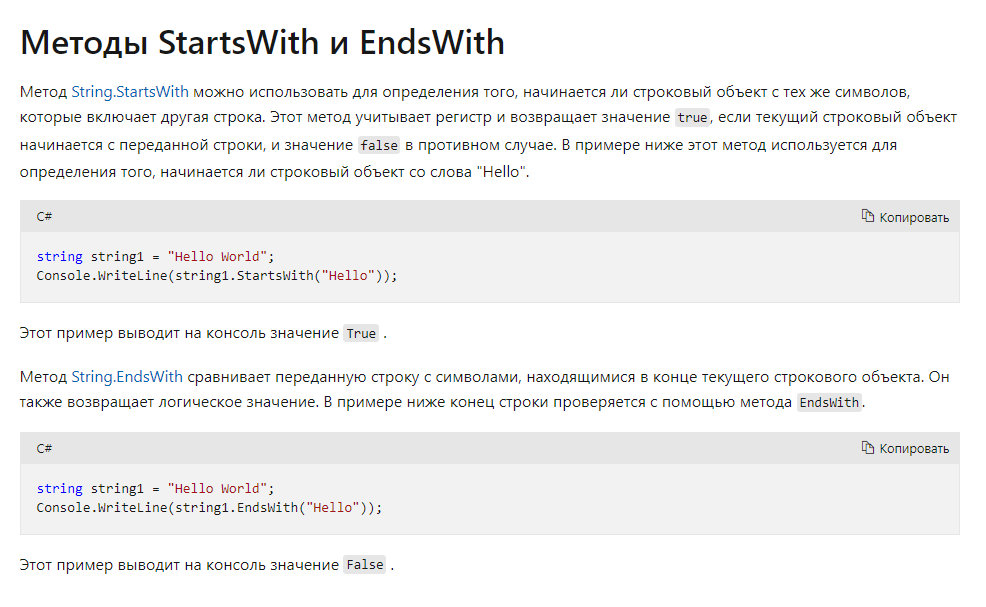 Методы StartsWith и EndsWith
Метод String.StartsWith можно использовать для определения того, начинается ли строковый объект с тех же символов,
которые включает другая строка. Этот метод учитывает регистр и возвращает значение true, если текущий строковый объект
начинается с переданной строки, и значение false в противном случае. В примере ниже этот метод используется для
определения того, начинается ли строковый объект со слова "Hello".
C# Копировать
string string1 = "Hello World";
Console.WriteLine(string1.StartsWith("Hello"));
Этот пример выводит на консоль значение True .
Метод String.EndsWith сравнивает переданную строку с символами, находящимися в конце текущего строкового объекта. Он
также возвращает логическое значение. В примере ниже конец строки проверяется с помощью метода EndsWith.
C# Копировать
string string1 = "Hello World";
Console.WriteLine(string1.EndsWith("Hello"));
Этот пример выводит на консоль значение False .